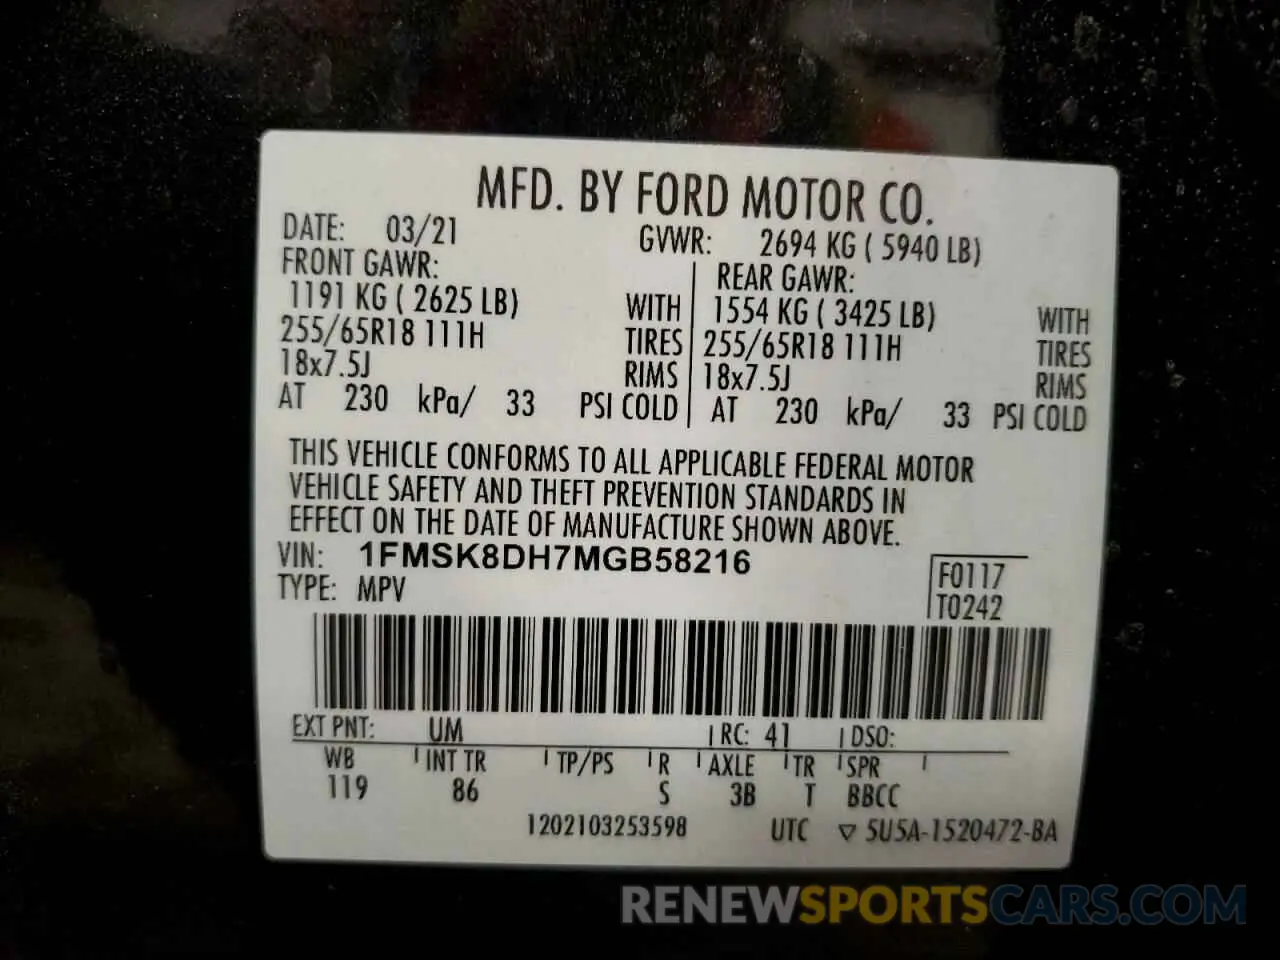 MFD. BY FORD MOTOR CO.
DATE: 03/21 GVWR: 2694 KG ( 5940 LB)
FRONT GAWR: REAR GAWR:
1191 KG ( 2625 LB) WITH 1554 KG ( 3425 LB) WITH
255/65R18 111H TIRES 255/65R18 111H TIRES
18x7.5J RIMS 18x7.5J RIMS
AT 230 kPa/ 33 PSI COLD AT 230 kPa/ 33 PSI COLD
THIS VEHICLE CONFORMS TO ALL APPLICABLE FEDERAL MOTOR
VEHICLE SAFETY AND THEFT PREVENTION STANDARDS IN
EFFECT ON THE DATE OF MANUFACTURE SHOWN ABOVE.
VIN: 1FMSK8DH7MGB58216
TYPE: MPV
F0117
T0242
EXT PNT: UM RC: 41 DSO:
WB INT TR TP/PS R AXLE TR SPR
119 86 S 3B T BBCC
1202103253598 UTC ▽ 5U5A-1520472-BA
RENEWSPORTSCARS.COM